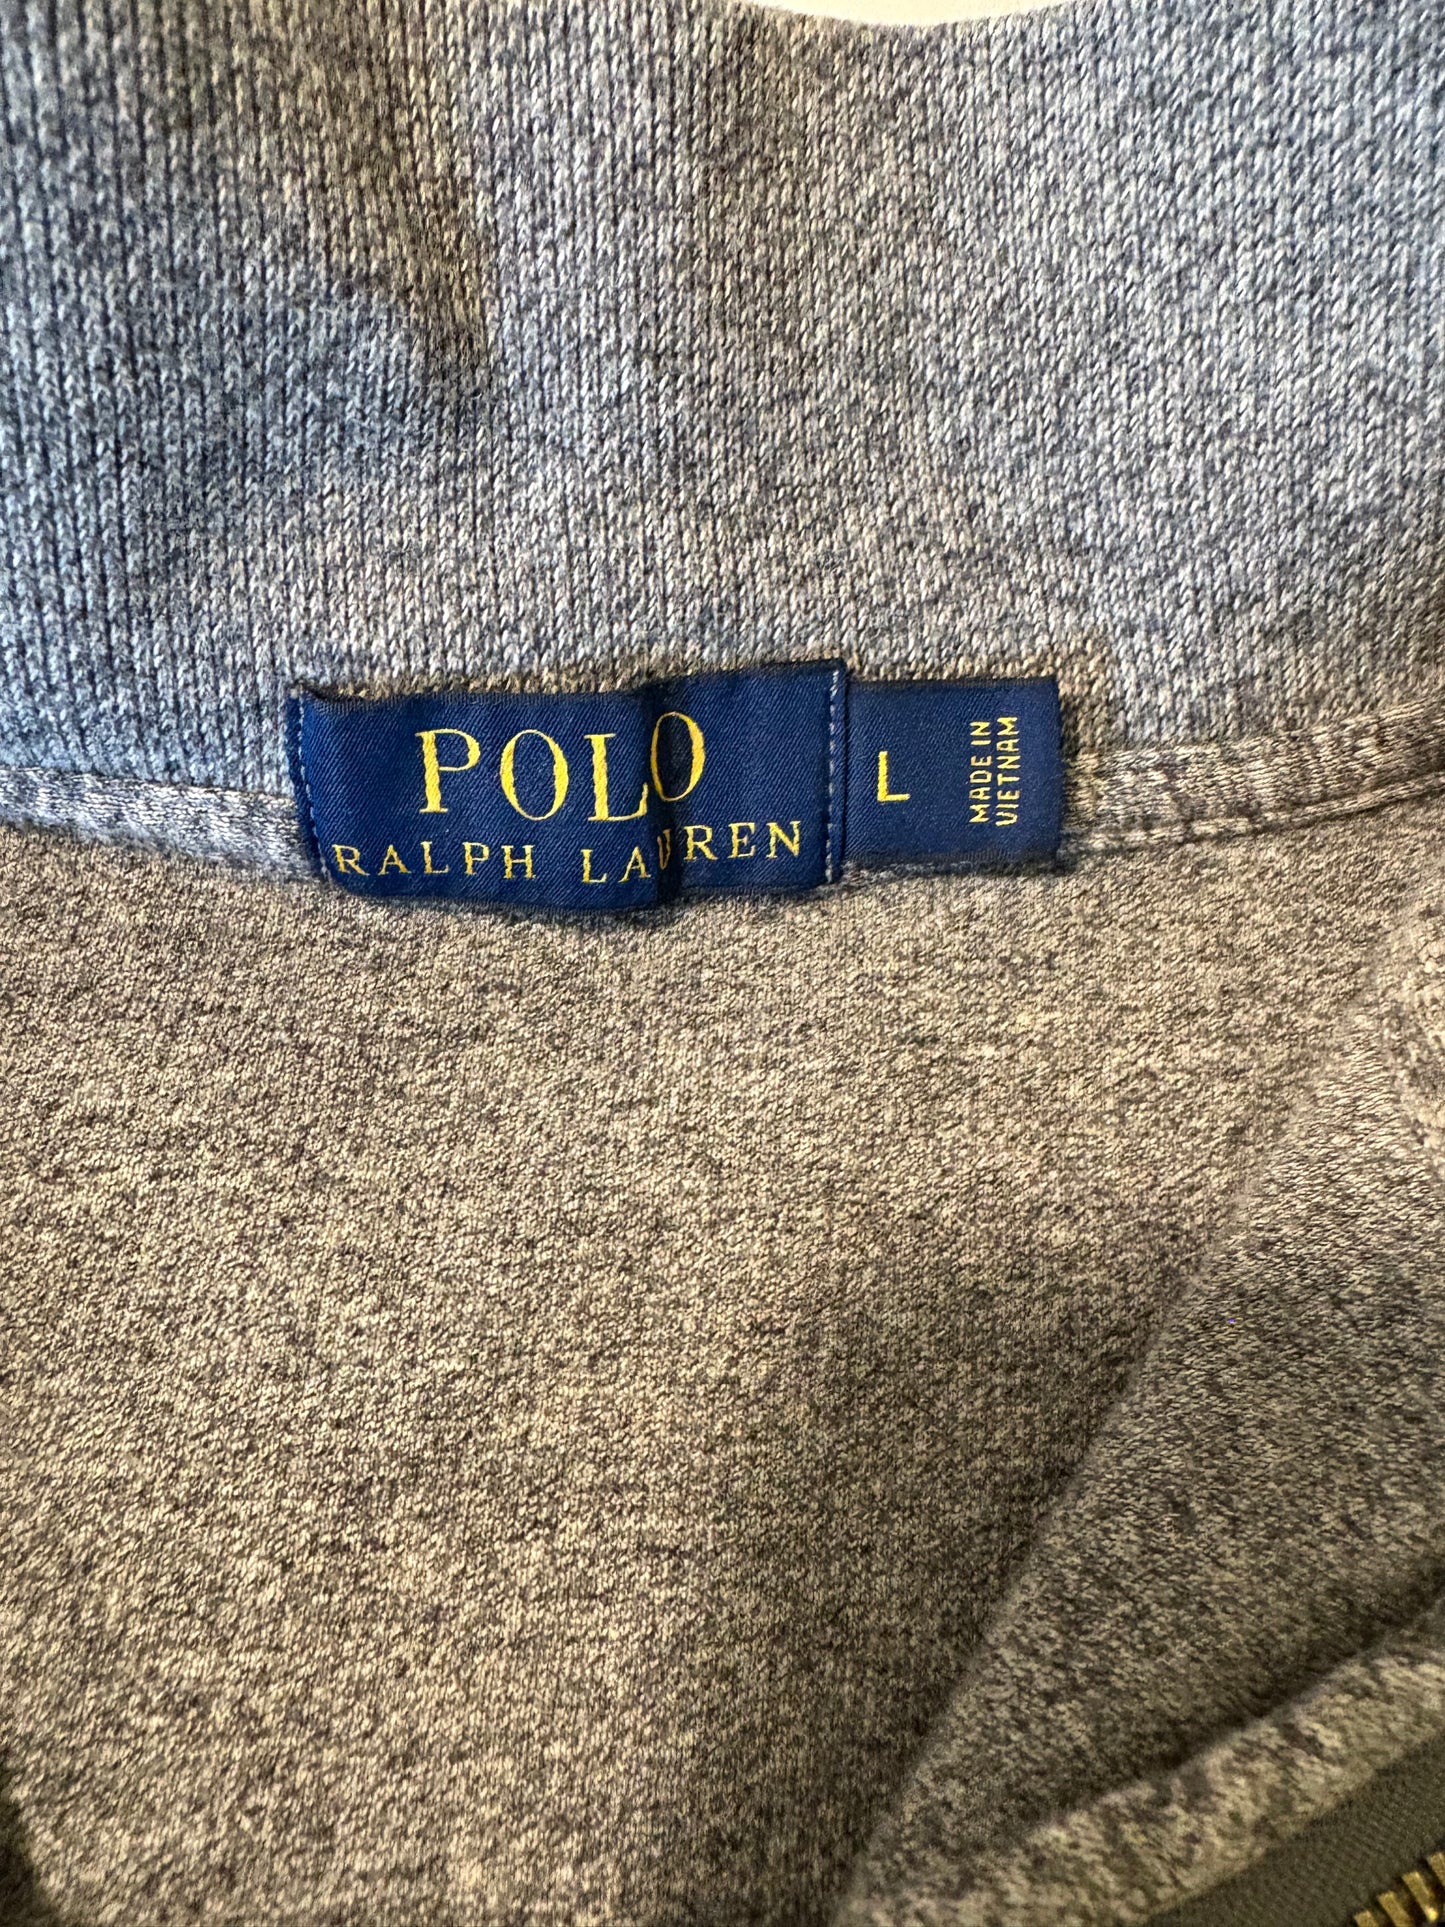 POLO
RALPH LAUREN
L
MADE IN
VIETNAM